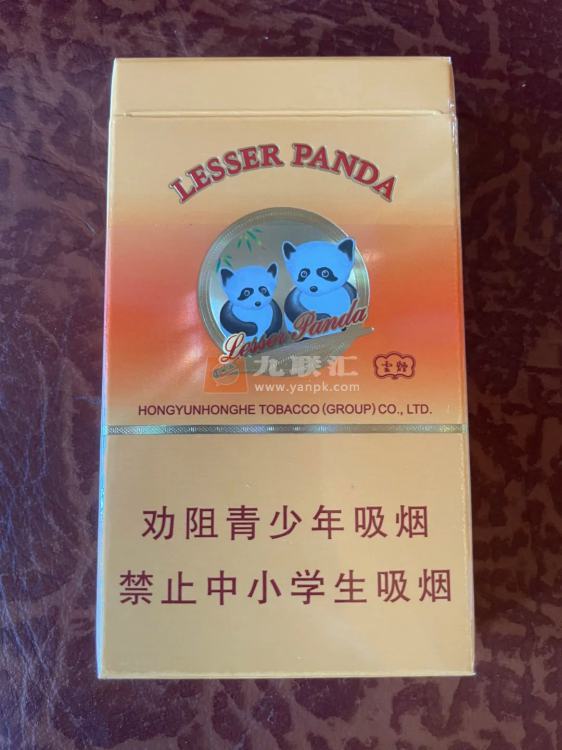 LESSER PANDA
Lesser Panda
九联汇
www.yanpk.com
HONGYUNHONGHE TOBACCO (GROUP) CO., LTD.
劝阻青少年吸烟
禁止中小学生吸烟